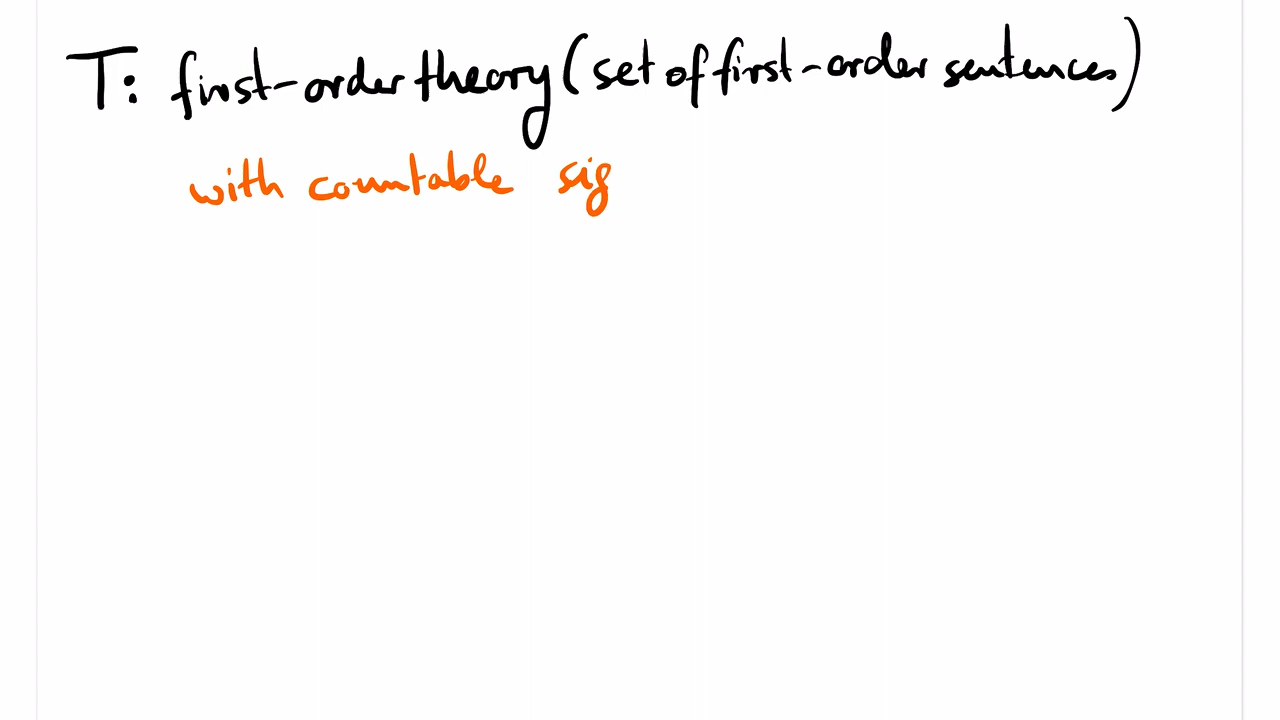 T: first-order theory (set of first-order sentences)
with countable sig